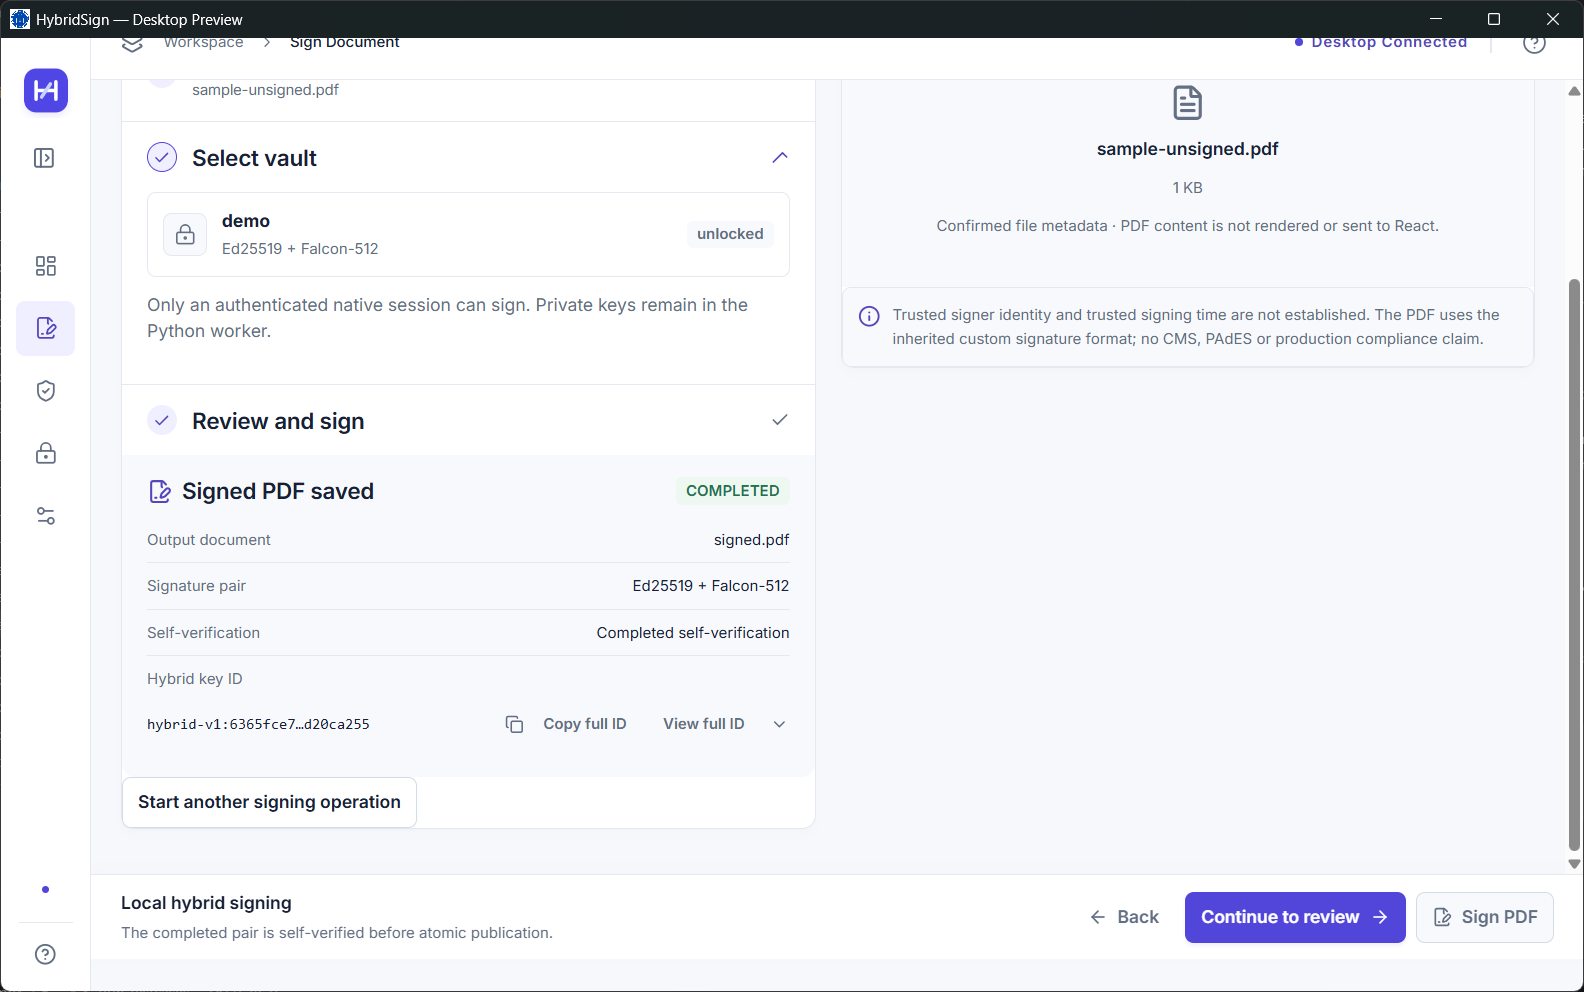 HybridSign — Desktop Preview
Workspace > Sign Document
Desktop Connected
sample-unsigned.pdf
Select vault
demo
Ed25519 + Falcon-512
unlocked
Only an authenticated native session can sign. Private keys remain in the
Python worker.
Review and sign
Signed PDF saved
COMPLETED
Output document
signed.pdf
Signature pair
Ed25519 + Falcon-512
Self-verification
Completed self-verification
Hybrid key ID
hybrid-v1:6365fce7…d20ca255
Copy full ID
View full ID
Start another signing operation
sample-unsigned.pdf
1 KB
Confirmed file metadata · PDF content is not rendered or sent to React.
Trusted signer identity and trusted signing time are not established. The PDF uses the
inherited custom signature format; no CMS, PAdES or production compliance claim.
Local hybrid signing
The completed pair is self-verified before atomic publication.
Back
Continue to review
Sign PDF